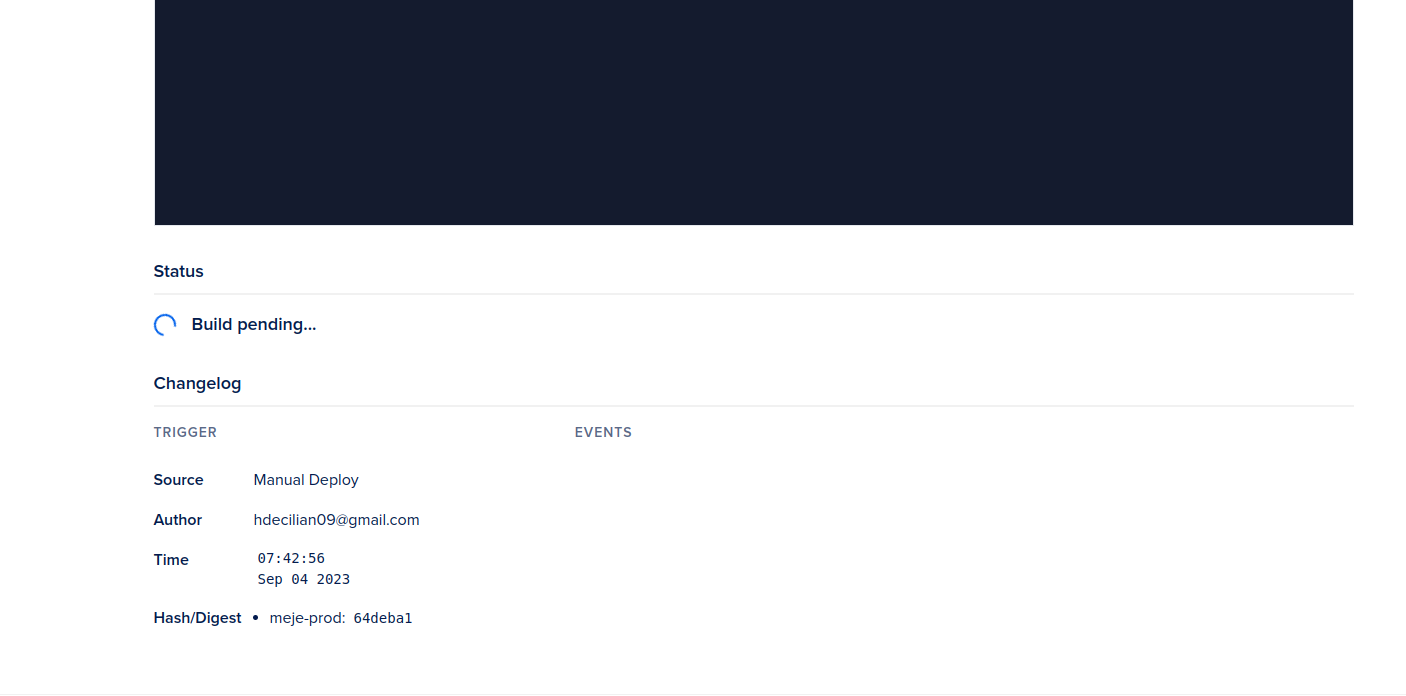 Status
Build pending...
Changelog
TRIGGER EVENTS
Source Manual Deploy
Author hdecilian09@gmail.com
Time 07:42:56
Sep 04 2023
Hash/Digest • meje-prod: 64deba1